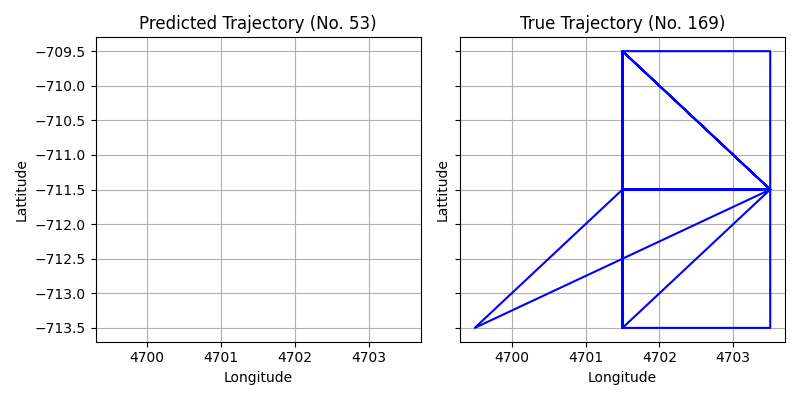 Predicted Trajectory (No. 53)
True Trajectory (No. 169)
Lattitude
−709.5
−710.0
−710.5
−711.0
−711.5
−712.0
−712.5
−713.0
−713.5
4700
4701
4702
4703
Longitude
Lattitude
4700
4701
4702
4703
Longitude